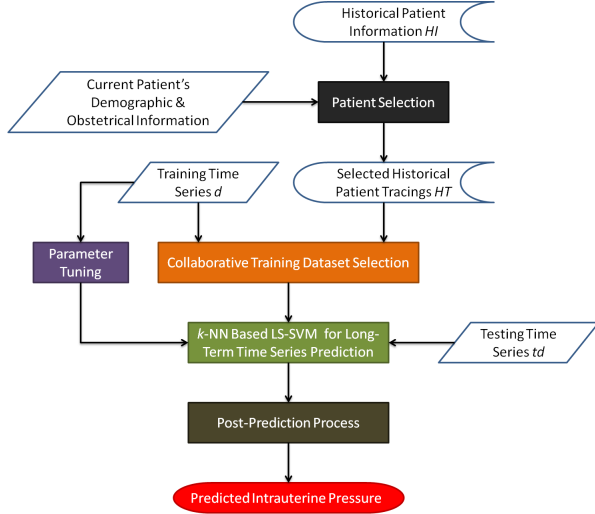 Historical Patient
Information HI
Current Patient's
Demographic &
Obstetrical Information
Patient Selection
Training Time
Series d
Selected Historical
Patient Tracings HT
Parameter
Tuning
Collaborative Training Dataset Selection
k-NN Based LS-SVM for Long-
Term Time Series Prediction
Testing Time
Series td
Post-Prediction Process
Predicted Intrauterine Pressure